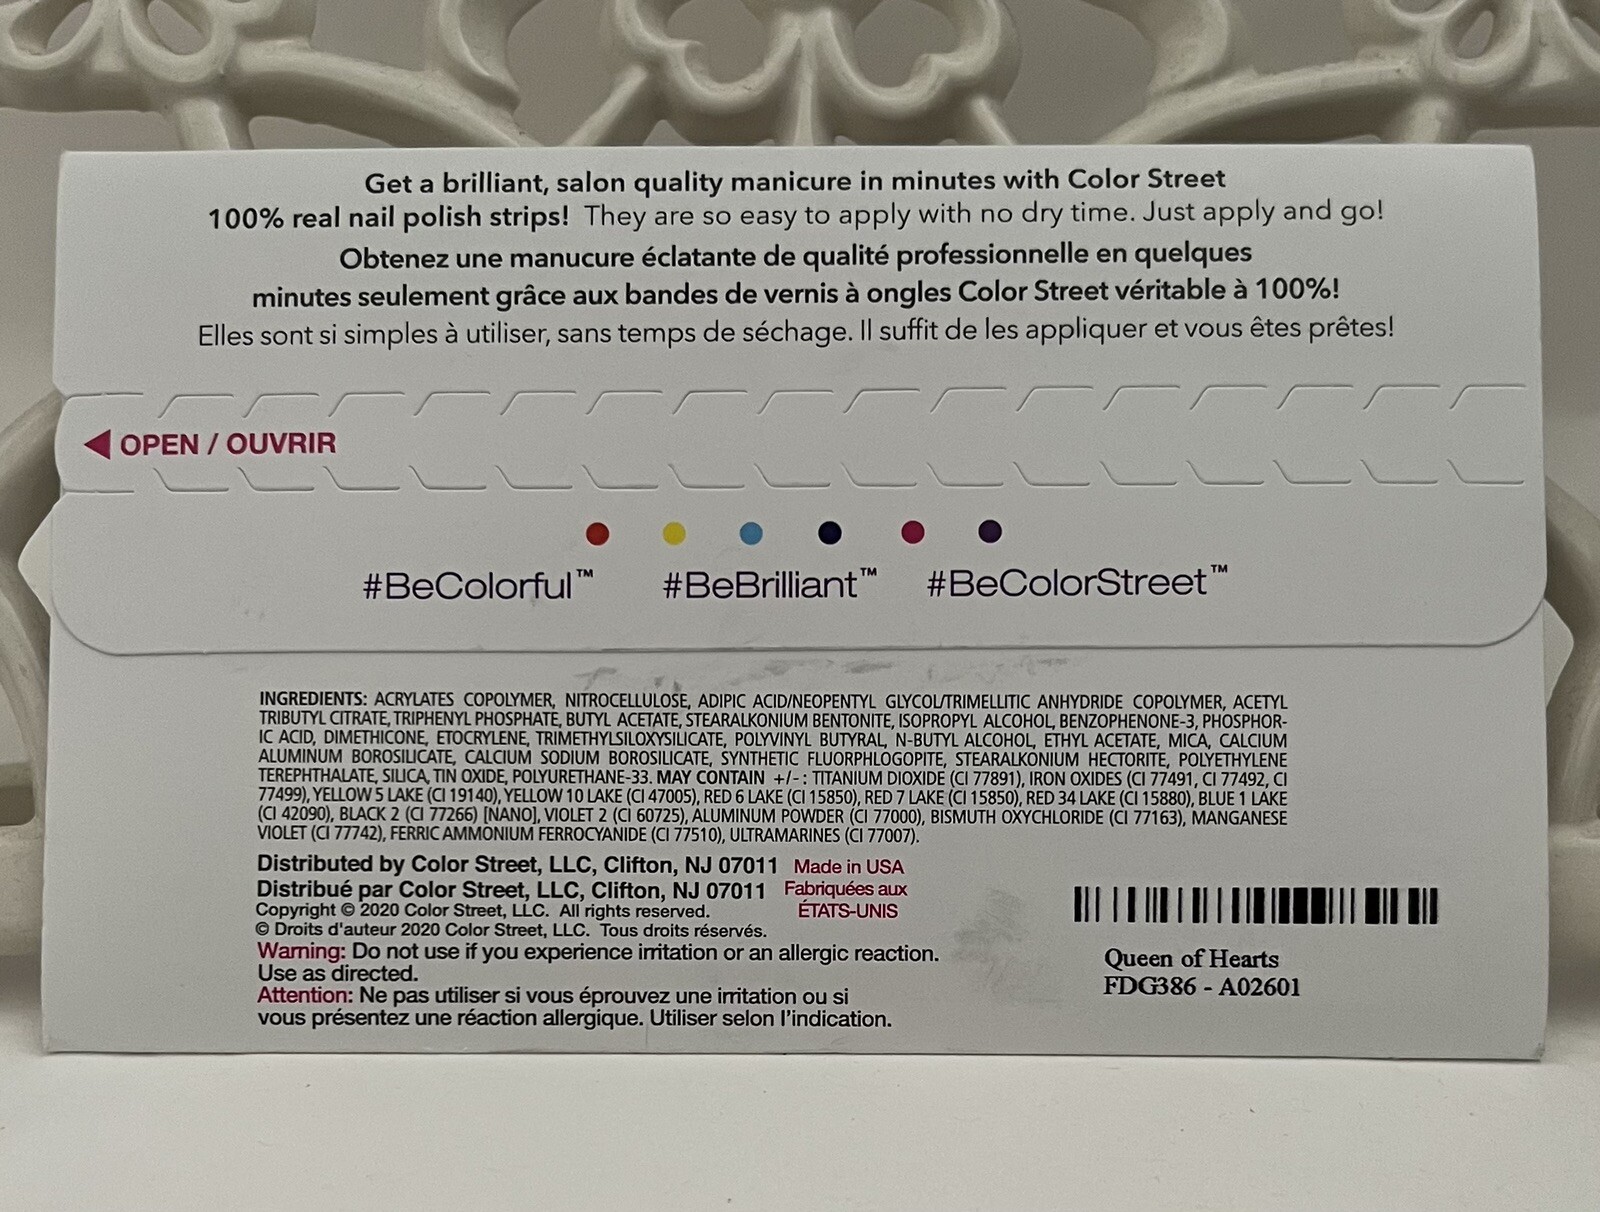 Get a brilliant, salon quality manicure in minutes with Color Street
100% real nail polish strips! They are so easy to apply with no dry time. Just apply and go!
Obtenez une manucure éclatante de qualité professionnelle en quelques
minutes seulement grâce aux bandes de vernis à ongles Color Street véritable à 100%!
Elles sont si simples à utiliser, sans temps de séchage. Il suffit de les appliquer et vous êtes prêtes!
OPEN / OUVRIR
#BeColorful™ #BeBrilliant™ #BeColorStreet™
INGREDIENTS: ACRYLATES COPOLYMER, NITROCELLULOSE, ADIPIC ACID/NEOPENTYL GLYCOL/TRIMELLITIC ANHYDRIDE COPOLYMER, ACETYL
TRIBUTYL CITRATE, TRIPHENYL PHOSPHATE, BUTYL ACETATE, STEARALKONIUM BENTONITE, ISOPROPYL ALCOHOL, BENZOPHENONE-3, PHOSPHOR-
IC ACID, DIMETHICONE, ETOCRYLENE, TRIMETHYLSILOXYSILICATE, POLYVINYL BUTYRAL, N-BUTYL ALCOHOL, ETHYL ACETATE, MICA, CALCIUM
ALUMINUM BOROSILICATE, CALCIUM SODIUM BOROSILICATE, SYNTHETIC FLUORPHLOGOPITE, STEARALKONIUM HECTORITE, POLYETHYLENE
TEREPHTHALATE, SILICA, TIN OXIDE, POLYURETHANE-33. MAY CONTAIN +/-: TITANIUM DIOXIDE (CI 77891), IRON OXIDES (CI 77491, CI 77492, CI
77499), YELLOW 5 LAKE (CI 19140), YELLOW 10 LAKE (CI 47005), RED 6 LAKE (CI 15850), RED 7 LAKE (CI 15850), RED 34 LAKE (CI 15880), BLUE 1 LAKE
(CI 42090), BLACK 2 (CI 77266) [NANO], VIOLET 2 (CI 60725), ALUMINUM POWDER (CI 77000), BISMUTH OXYCHLORIDE (CI 77163), MANGANESE
VIOLET (CI 77742), FERRIC AMMONIUM FERROCYANIDE (CI 77510), ULTRAMARINES (CI 77007).
Distributed by Color Street, LLC, Clifton, NJ 07011 Made in USA
Distribué par Color Street, LLC, Clifton, NJ 07011 Fabriquées aux
Copyright © 2020 Color Street, LLC. All rights reserved. ÉTATS-UNIS
© Droits d'auteur 2020 Color Street, LLC. Tous droits réservés.
Warning: Do not use if you experience irritation or an allergic reaction.
Use as directed.
Attention: Ne pas utiliser si vous éprouvez une irritation ou si
vous présentez une réaction allergique. Utiliser selon l'indication.
Queen of Hearts
FDG386 - A02601